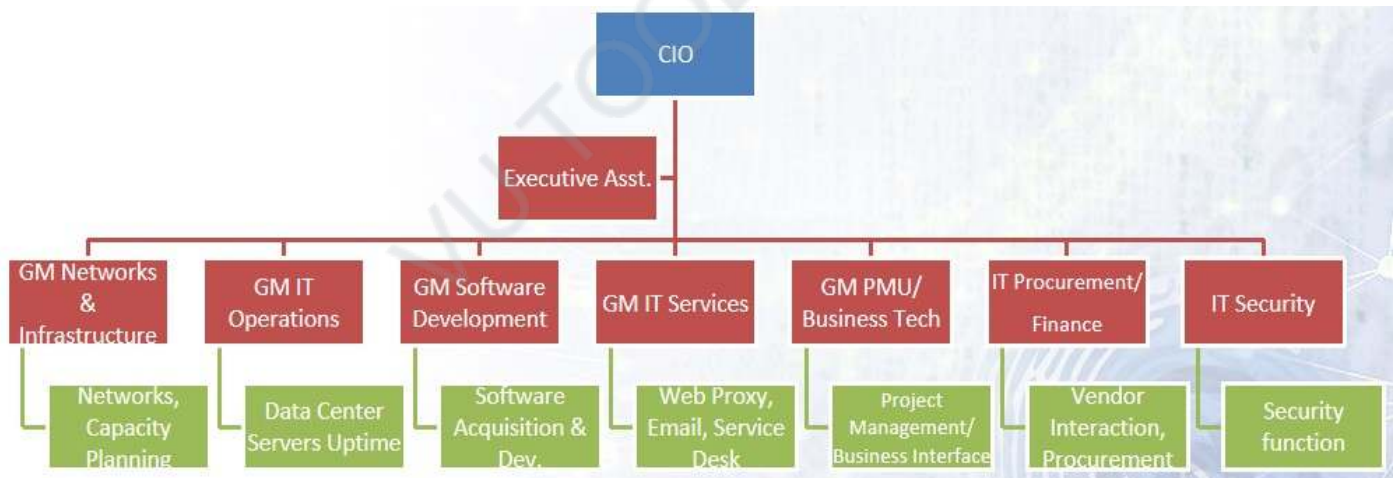 CIO
Executive Asst.
GM Networks
&
Infrastructure
GM IT
Operations
GM Software
Development
GM IT Services
GM PMU/
Business Tech
IT Procurement/
Finance
IT Security
Networks,
Capacity
Planning
Data Center
Servers Uptime
Software
Acquisition &
Dev.
Web Proxy,
Email, Service
Desk
Project
Management/
Business Interface
Vendor
Interaction,
Procurement
Security
function